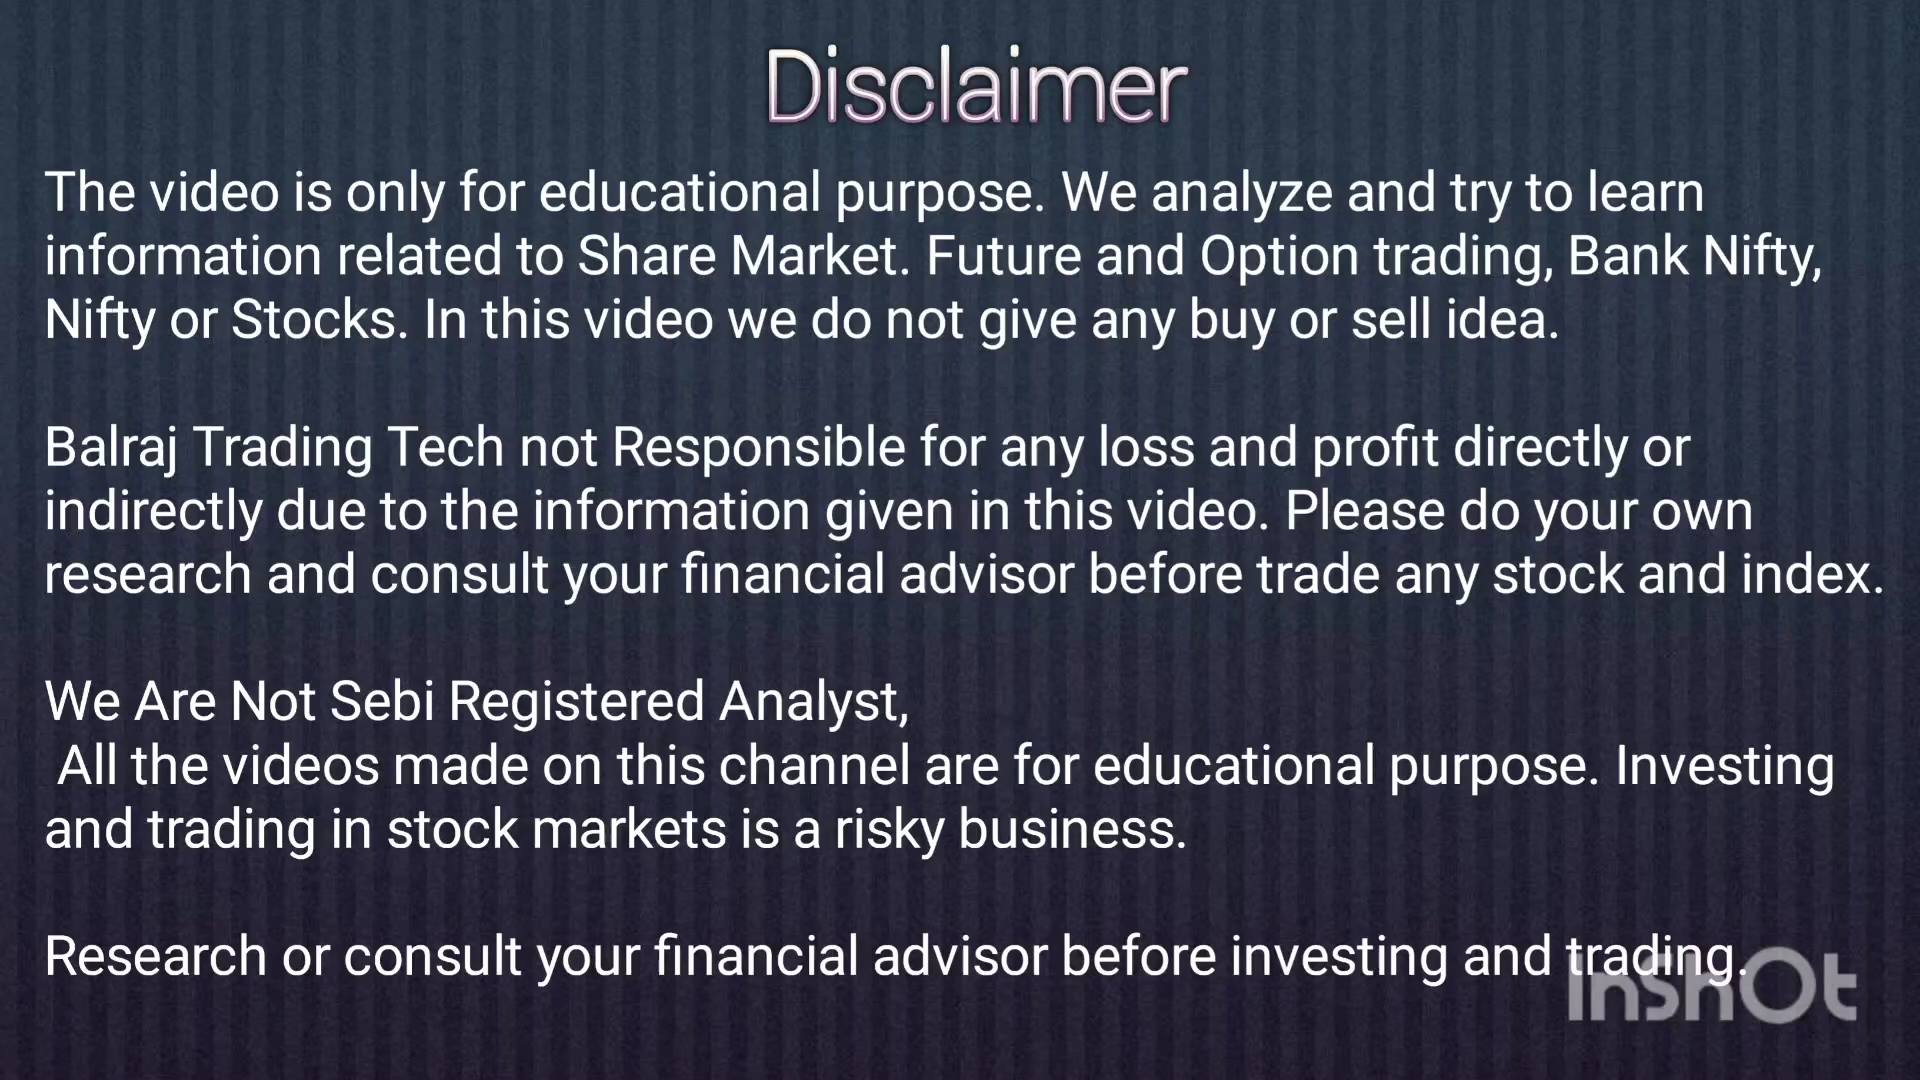 Disclaimer
The video is only for educational purpose. We analyze and try to learn
information related to Share Market. Future and Option trading, Bank Nifty,
Nifty or Stocks. In this video we do not give any buy or sell idea.
Balraj Trading Tech not Responsible for any loss and profit directly or
indirectly due to the information given in this video. Please do your own
research and consult your financial advisor before trade any stock and index.
We Are Not Sebi Registered Analyst,
All the videos made on this channel are for educational purpose. Investing
and trading in stock markets is a risky business.
Research or consult your financial advisor before investing and trading.
InShOt